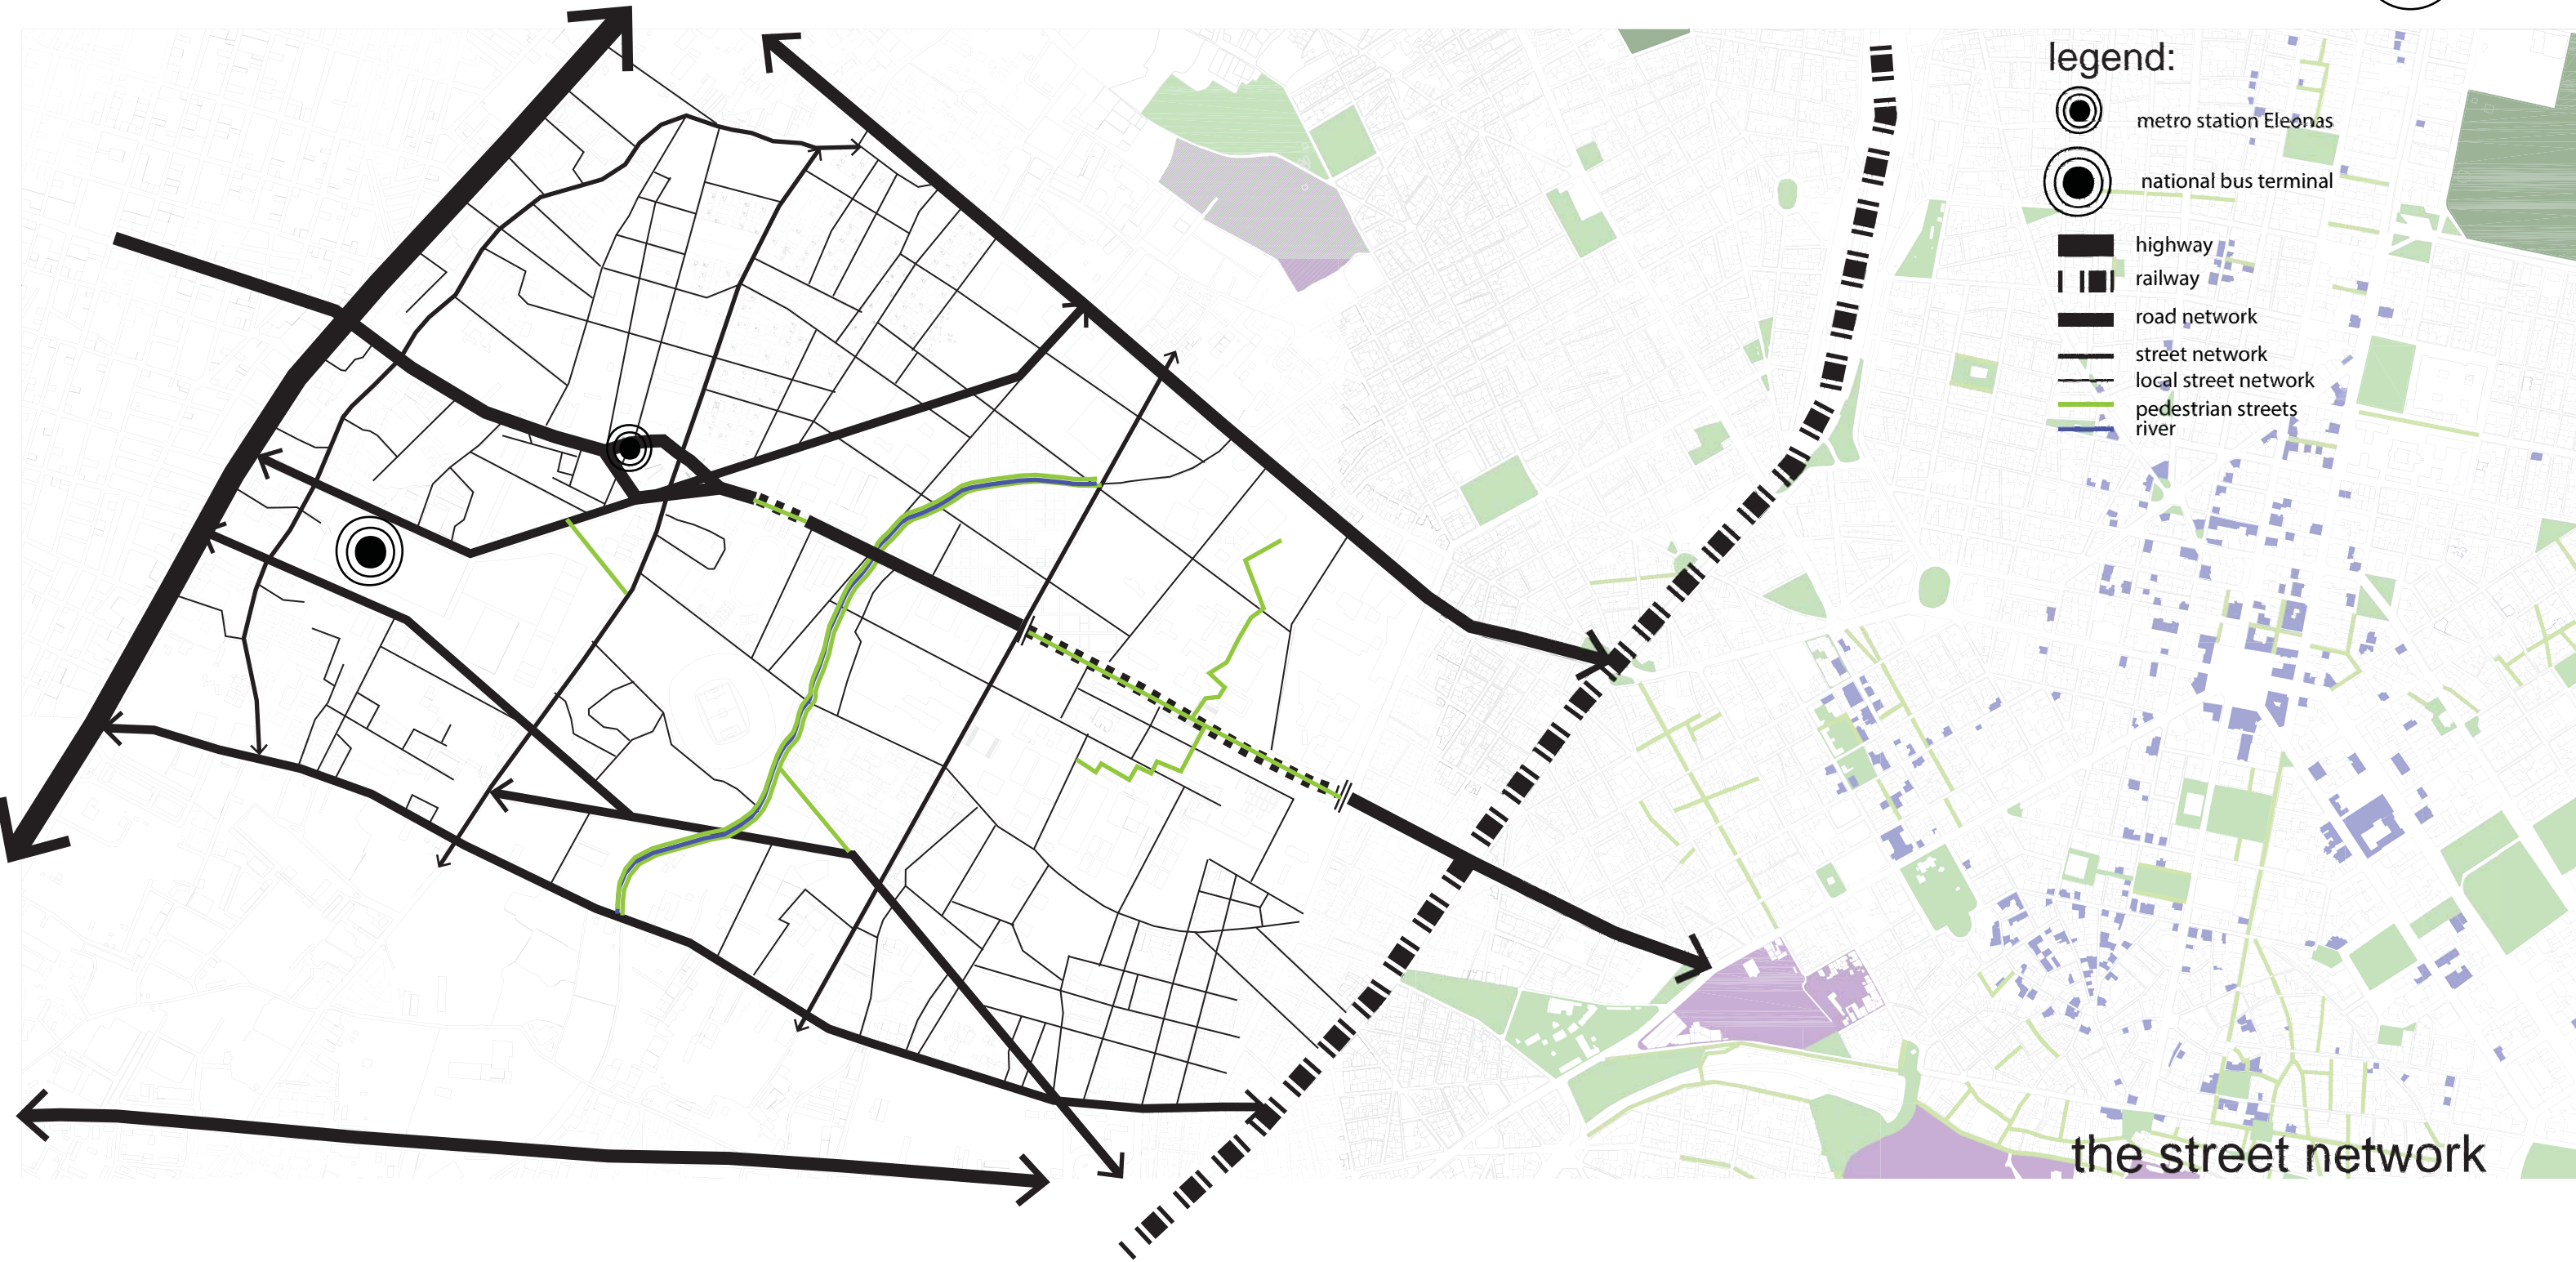 legend:
metro station Eleonas
national bus terminal
highway
railway
road network
street network
local street network
pedestrian streets
river
the street network